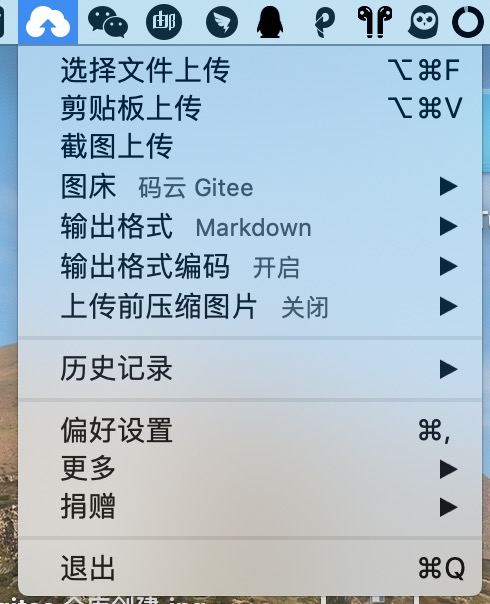 邮
选择文件上传 ⌥⌘F
剪贴板上传 ⌥⌘V
截图上传
图床 码云 Gitee
输出格式 Markdown
输出格式编码 开启
上传前压缩图片 关闭
历史记录
偏好设置 ⌘,
更多
捐赠
退出 ⌘Q